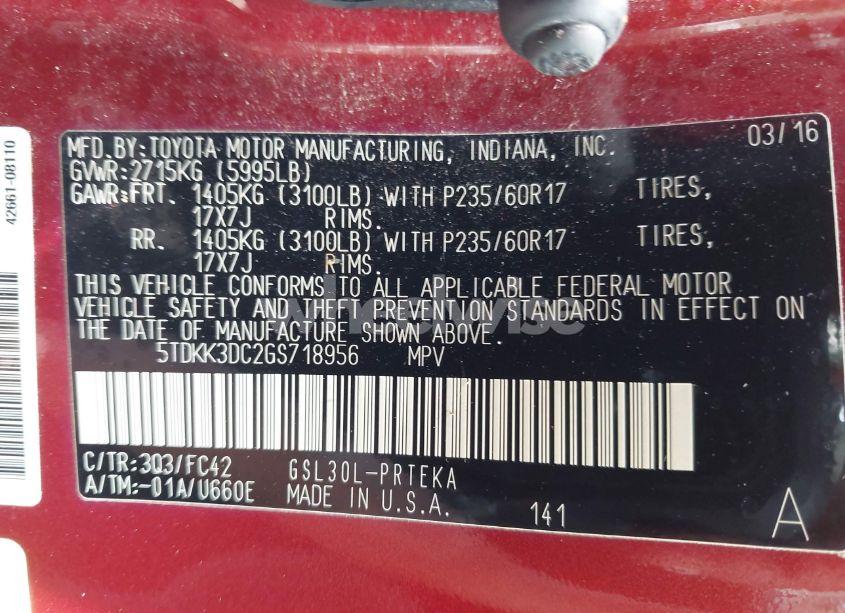 42661-08110
MFD.BY:TOYOTA MOTOR MANUFACTURING, INDIANA, INC. 03/16
GVWR:2715KG (5995LB)
GAWR:FRT. 1405KG (3100LB) WITH P235/60R17 TIRES,
17X7J RIMS.
RR. 1405KG (3100LB) WITH P235/60R17 TIRES,
17X7J RIMS.
THIS VEHICLE CONFORMS TO ALL APPLICABLE FEDERAL MOTOR
VEHICLE SAFETY AND THEFT PREVENTION STANDARDS IN EFFECT ON
THE DATE OF MANUFACTURE SHOWN ABOVE.
5TDKK3DC2GS718956 MPV
C/TR:3Q3/FC42 GSL30L-PRTEKA
A/TM:-01A/U660E MADE IN U.S.A. 141 A